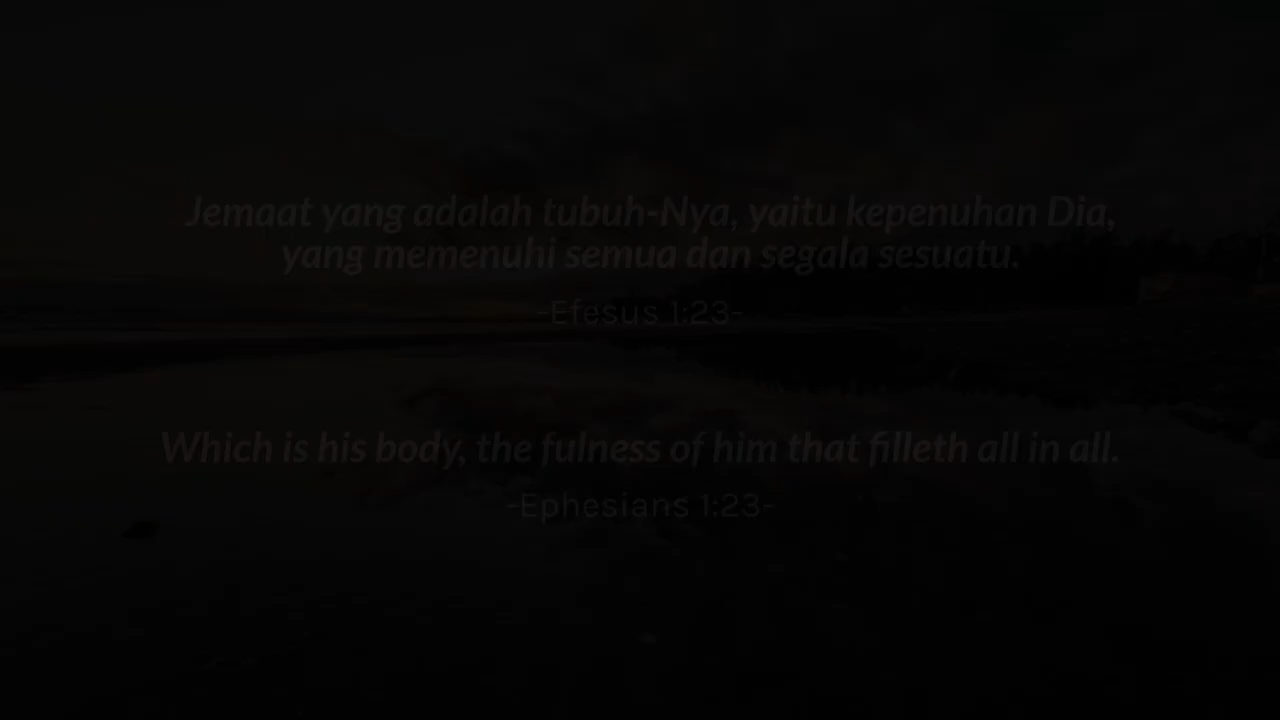 Jemaat yang adalah tubuh-Nya, yaitu kepenuhan Dia,
yang memenuhi semua dan segala sesuatu.
-Efesus 1:23-
Which is his body, the fulness of him that filleth all in all.
-Ephesians 1:23-